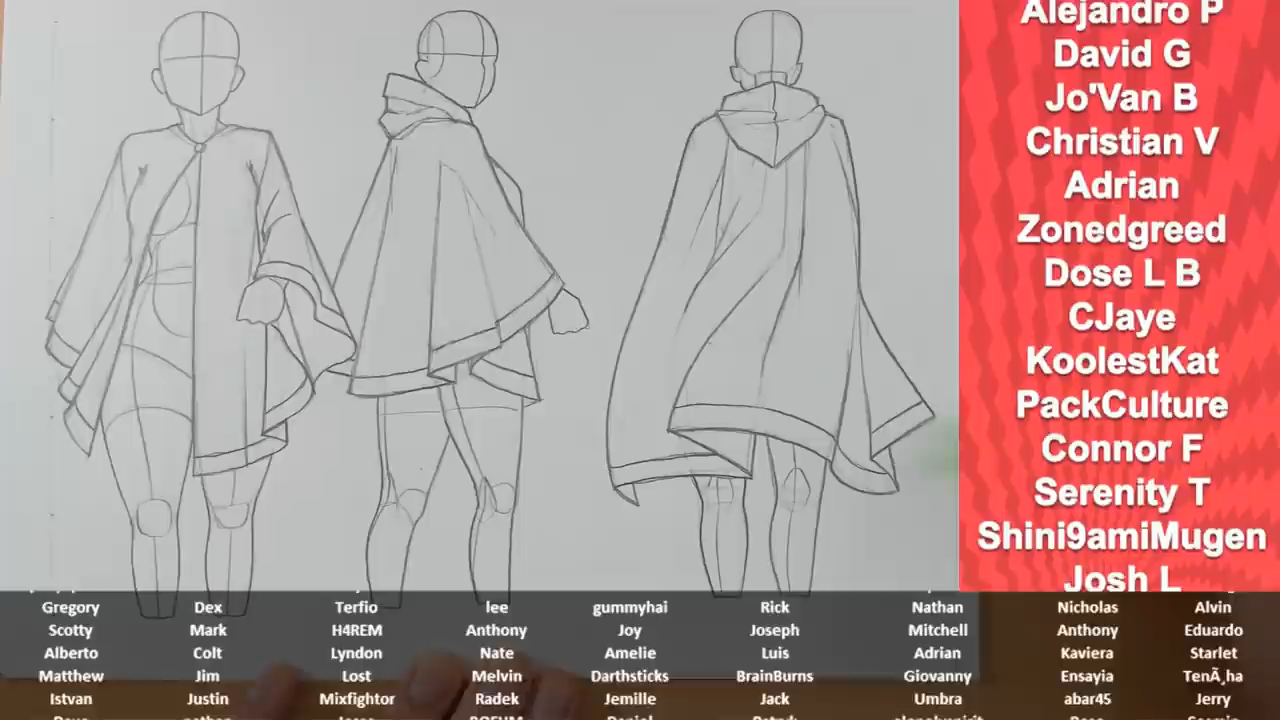 Alejandro P
David G
Jo'Van B
Christian V
Adrian
Zonedgreed
Dose L B
CJaye
KoolestKat
PackCulture
Connor F
Serenity T
Shini9amiMugen
Josh L
Gregory Dex Terfio lee gummyhai Rick Nathan Nicholas Alvin
Scotty Mark H4REM Anthony Joy Joseph Mitchell Anthony Eduardo
Alberto Colt Lyndon Nate Amelie Luis Adrian Kaviera Starlet
Matthew Jim Lost Melvin Darthsticks BrainBurns Giovanny Ensayia TenÃ¸ha
Istvan Justin Mixfightor Radek Jemille Jack Umbra abar45 Jerry